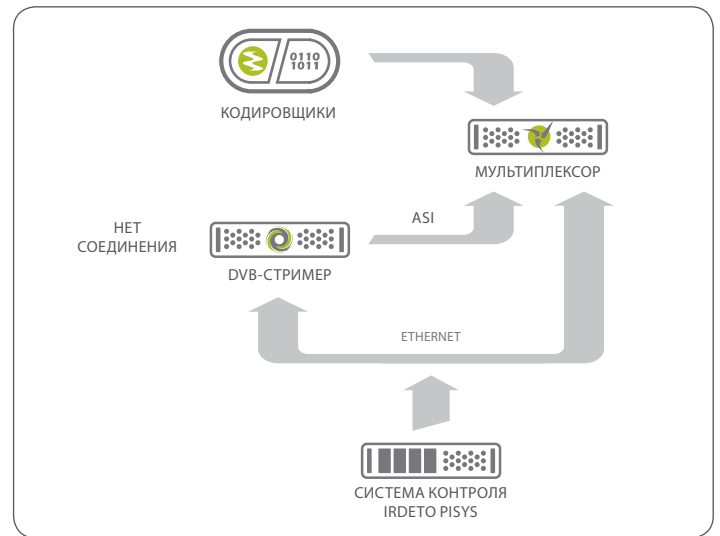 0110
1011
КОДИРОВЩИКИ
МУЛЬТИПЛЕКСОР
ASI
НЕТ
СОЕДИНЕНИЯ
DVB-СТРИМЕР
ETHERNET
СИСТЕМА КОНТРОЛЯ
IRDETO PISYS